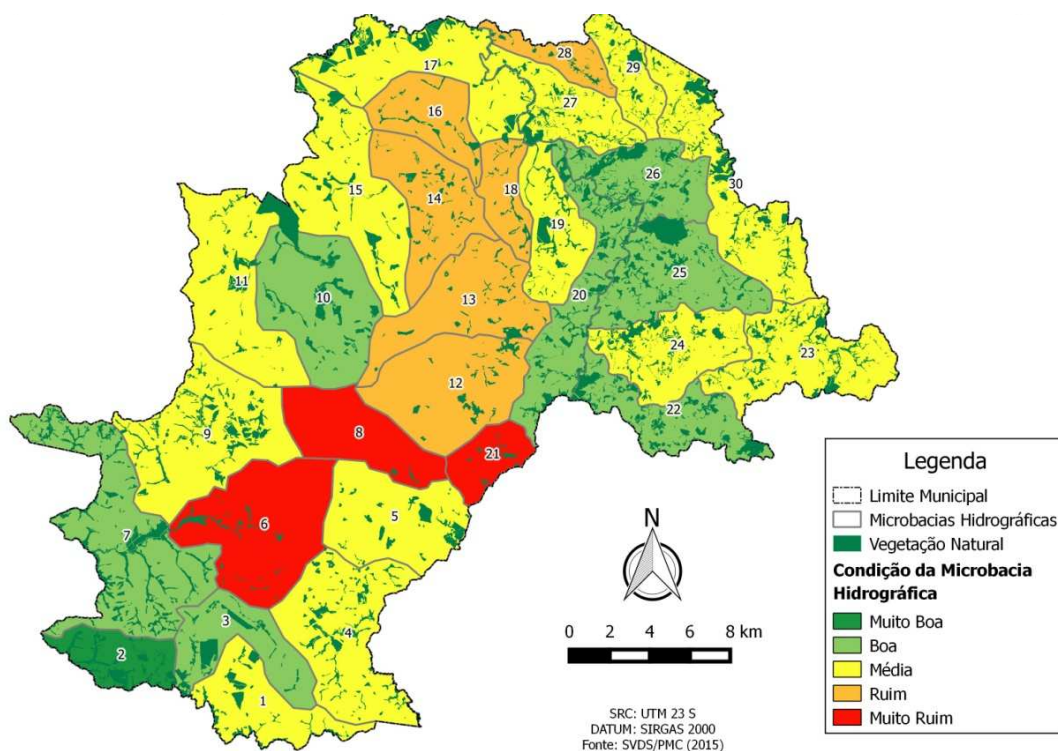 28
29
17
27
16
26
30
18
15
14
19
25
11
10
20
13
24
23
12
22
9
8
21
5
6
7
3
4
2
1
N
0 2 4 6 8 km
SRC: UTM 23 S
DATUM: SIRGAS 2000
Fonte: SVDS/PMC (2015)
Legenda
Limite Municipal
Microbacias Hidrográficas
Vegetação Natural
Condição da Microbacia
Hidrográfica
Muito Boa
Boa
Média
Ruim
Muito Ruim